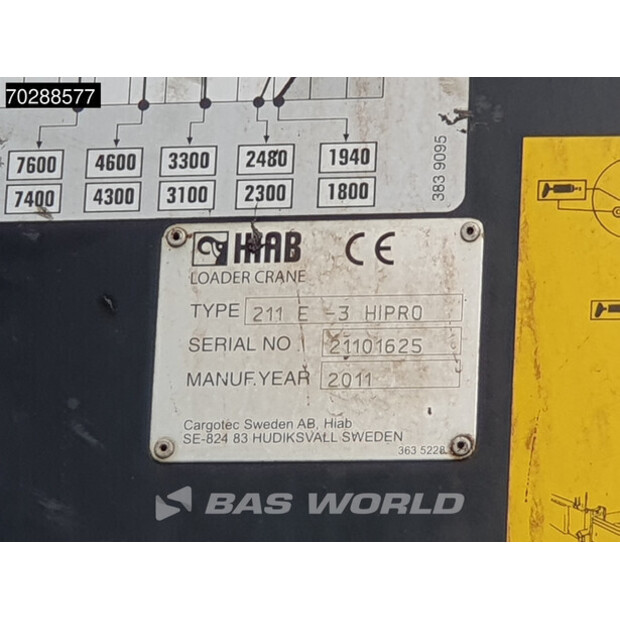 70288577
7600 4600 3300 2480 1940
7400 4300 3100 2300 1800
383 9095
HIAB CE
LOADER CRANE
TYPE 211 E -3 HIPRO
SERIAL NO. 21101625
MANUF.YEAR 2011
Cargotec Sweden AB, Hiab
SE-824 83 HUDIKSVALL SWEDEN
363 5228
BAS WORLD